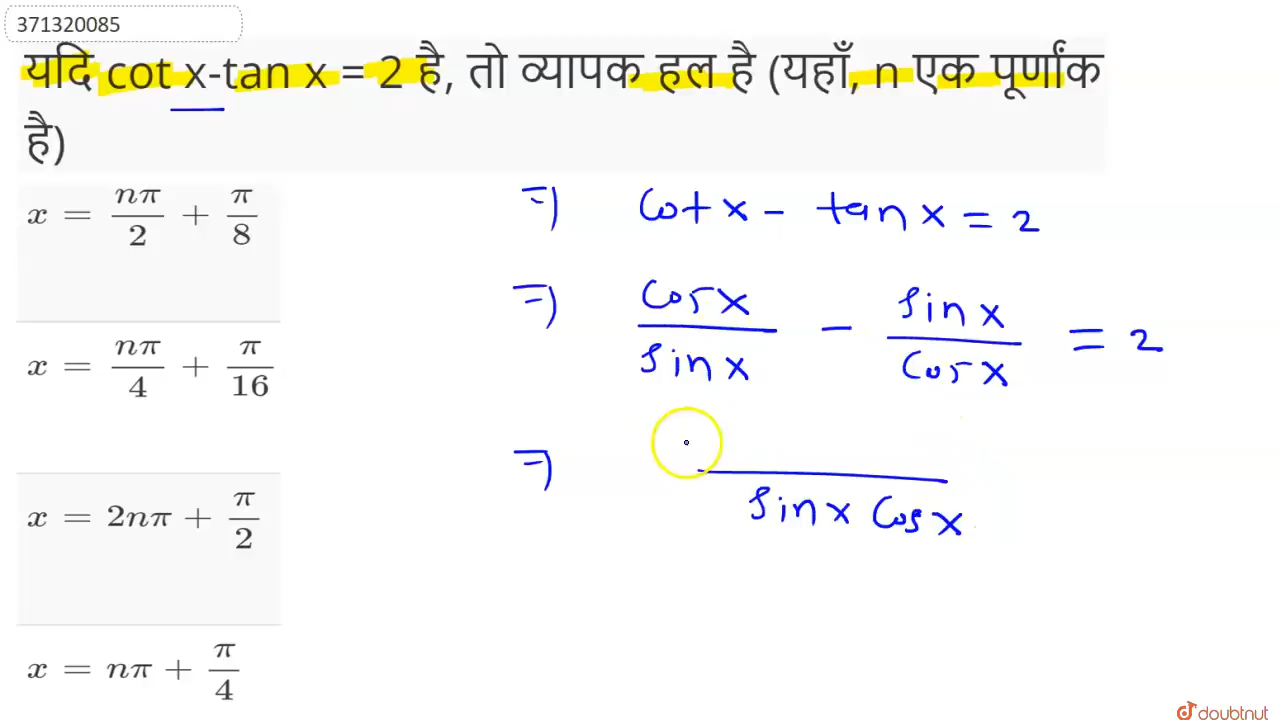 371320085
यदि cot x-tan x = 2 है, तो व्यापक हल है (यहाँ, n एक पूर्णांक
है)
x = nπ/2 + π/8
x = nπ/4 + π/16
x = 2nπ + π/2
x = nπ + π/4
⇒ cot x - tan x = 2
⇒ cos x/sin x - sin x/cos x = 2
⇒ /sin x cos x
doubtnut